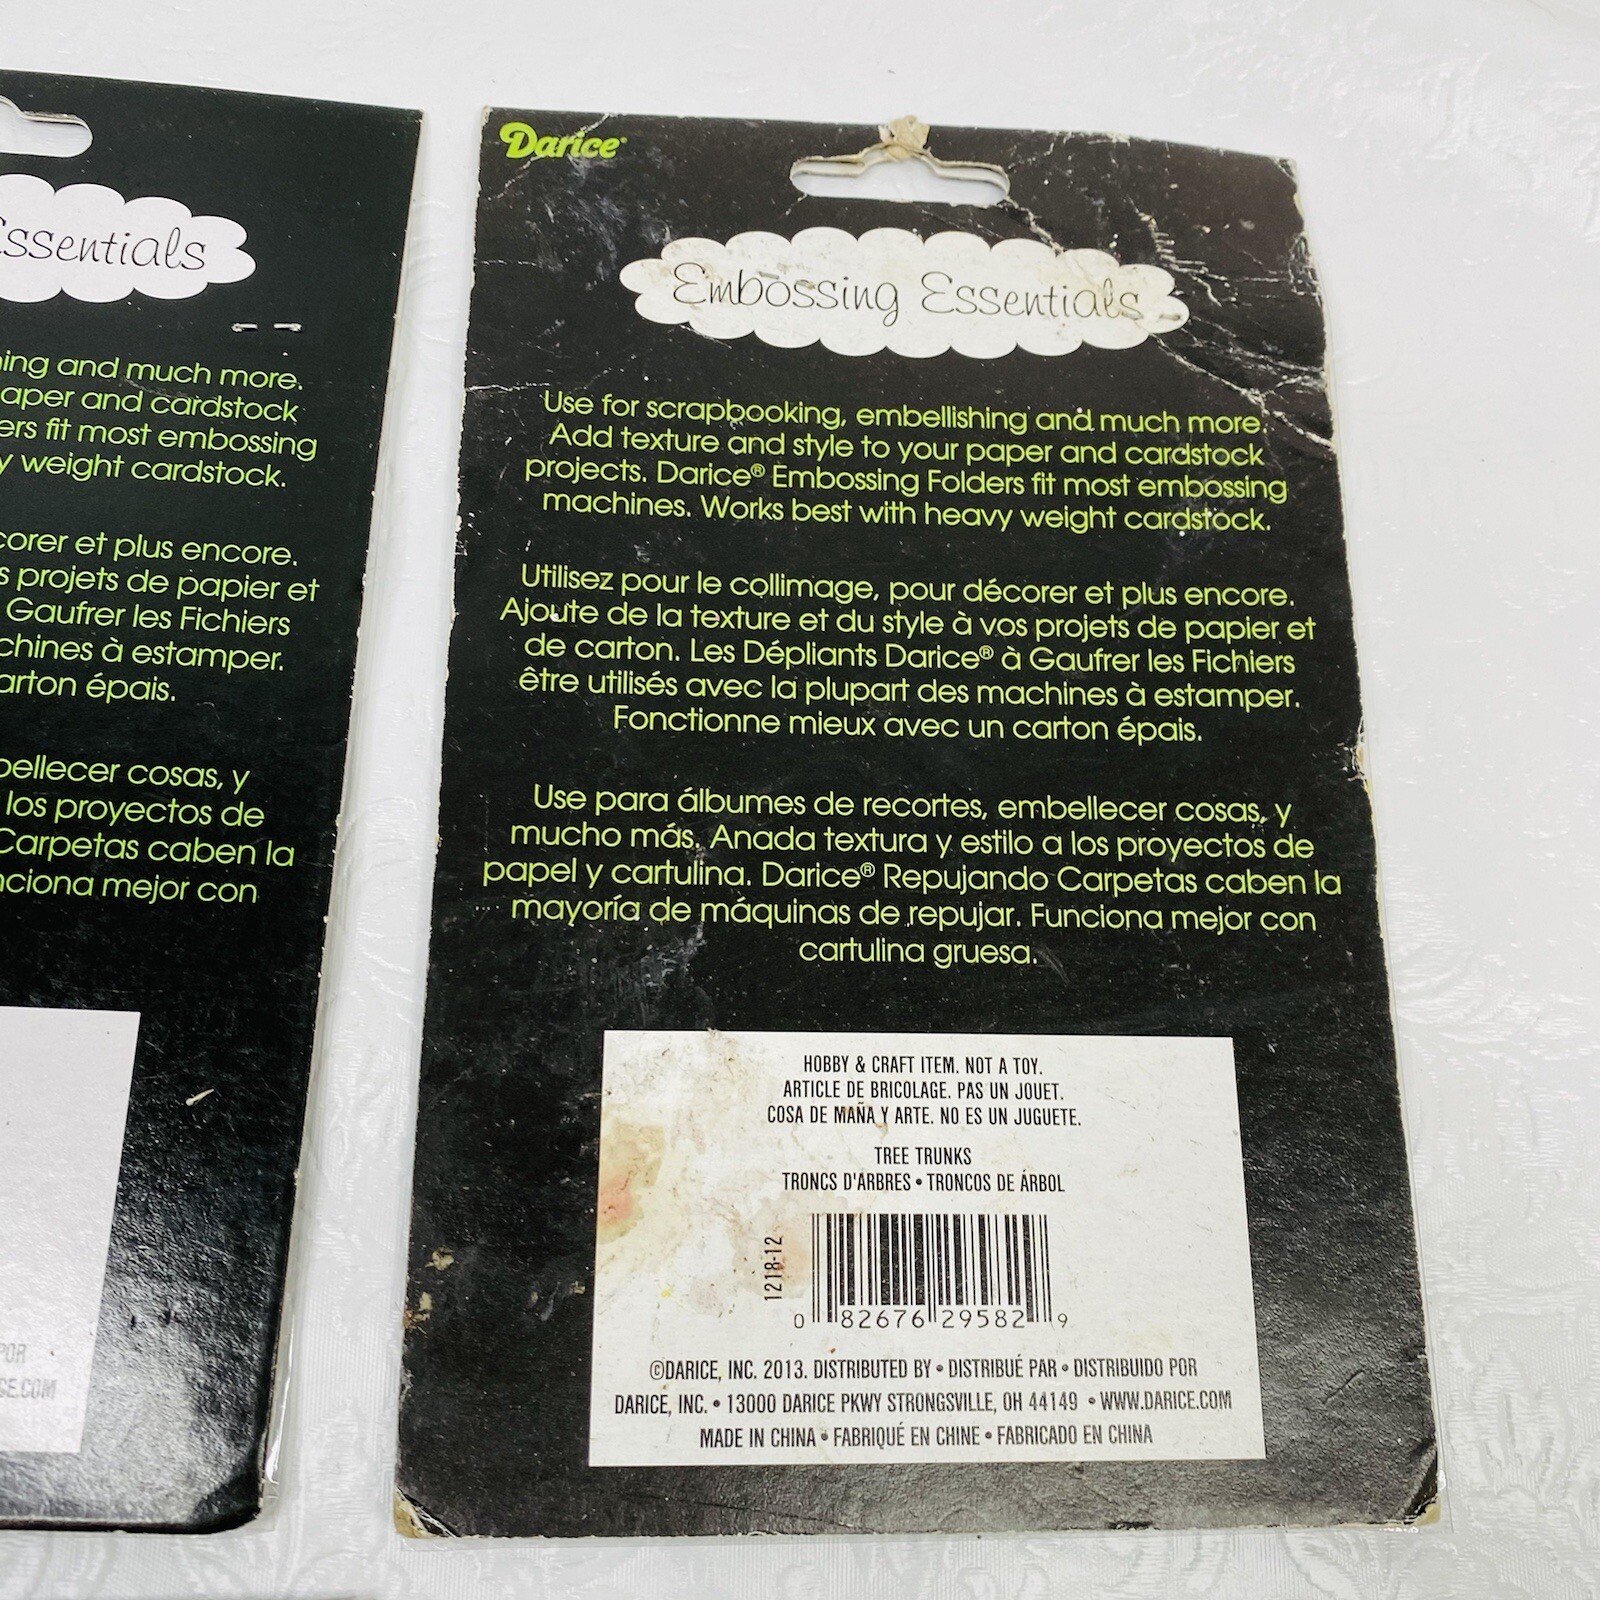 Essentials
ing and much more.
aper and cardstock
ers fit most embossing
y weight cardstock.
corer et plus encore.
s projets de papier et
Gaufrer les Fichiers
chines à estamper.
arton épais.
bellecer cosas, y
los proyectos de
Carpetas caben la
nciona mejor con
POR
CE.COM
Darice®
Embossing Essentials
Use for scrapbooking, embellishing and much more.
Add texture and style to your paper and cardstock
projects. Darice® Embossing Folders fit most embossing
machines. Works best with heavy weight cardstock.
Utilisez pour le collimage, pour décorer et plus encore.
Ajoute de la texture et du style à vos projets de papier et
de carton. Les Dépliants Darice® à Gaufrer les Fichiers
être utilisés avec la plupart des machines à estamper.
Fonctionne mieux avec un carton épais.
Use para álbumes de recortes, embellecer cosas, y
mucho más. Anada textura y estilo a los proyectos de
papel y cartulina. Darice® Repujando Carpetas caben la
mayoría de máquinas de repujar. Funciona mejor con
cartulina gruesa.
HOBBY & CRAFT ITEM. NOT A TOY.
ARTICLE DE BRICOLAGE. PAS UN JOUET.
COSA DE MAÑA Y ARTE. NO ES UN JUGUETE.
TREE TRUNKS
TRONCS D'ARBRES • TRONCOS DE ÁRBOL
1218-12
0 82676 29582 9
©DARICE, INC. 2013. DISTRIBUTED BY • DISTRIBUÉ PAR • DISTRIBUIDO POR
DARICE, INC. • 13000 DARICE PKWY STRONGSVILLE, OH 44149 • WWW.DARICE.COM
MADE IN CHINA • FABRIQUÉ EN CHINE • FABRICADO EN CHINA